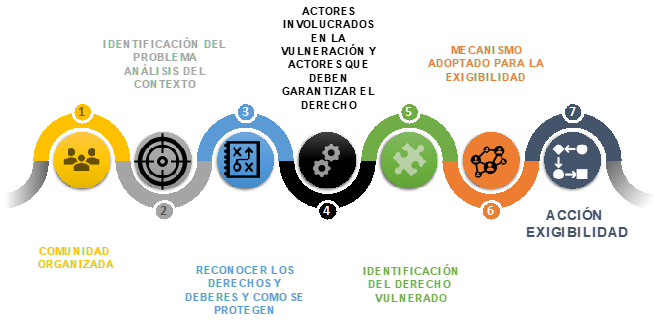 1
COMUNIDAD
ORGANIZADA
IDENTIFICACIÓN DEL
PROBLEMA
ANÁLISIS DEL
CONTEXTO
2
3
RECONOCER LOS
DERECHOS Y
DEBERES Y COMO SE
PROTEGEN
ACTORES
INVOLUCRADOS
EN LA
VULNERACIÓN Y
ACTORES QUE
DEBEN
GARANTIZAR EL
DERECHO
4
5
IDENTIFICACIÓN
DEL DERECHO
VULNERADO
MECANISMO
ADOPTADO PARA LA
EXIGIBILIDAD
6
7
ACCIÓN
EXIGIBILIDAD